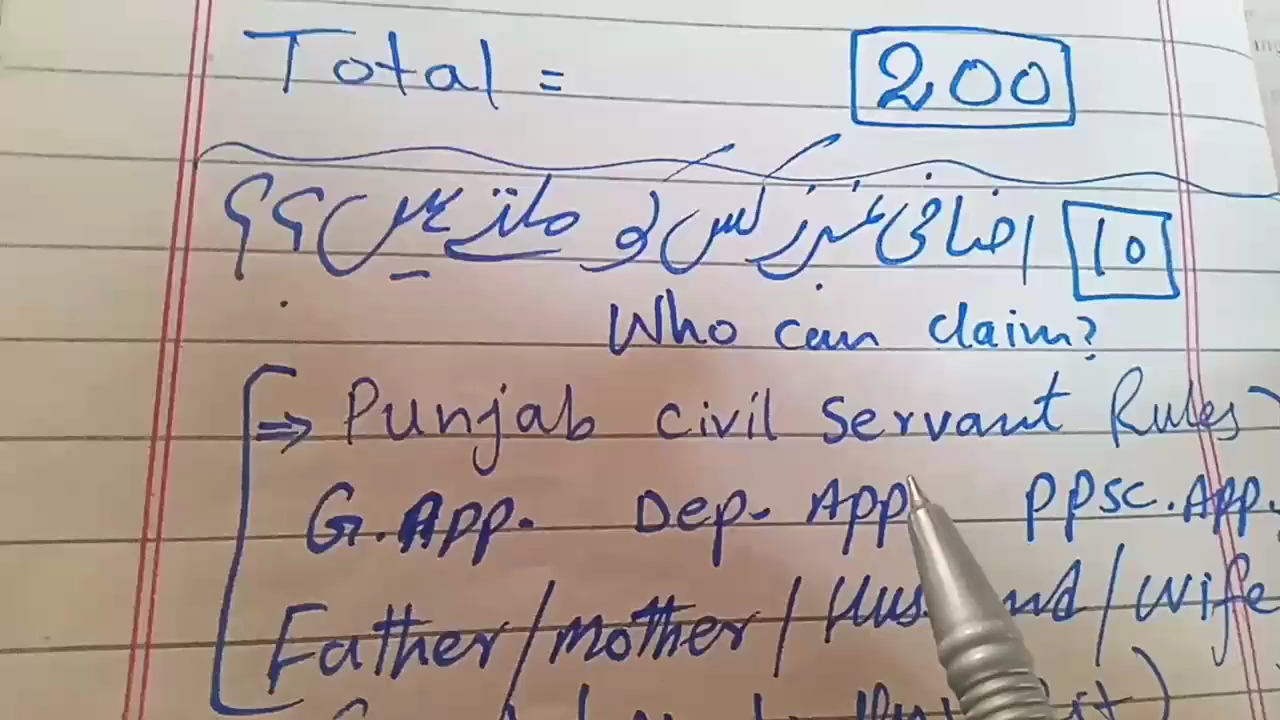 Total = 200
10 اضافی نمبرز کس کو ملتے ہیں ؟؟
Who can claim?
⇒ Punjab civil Servant Rules
G.App. Dep. App PPSC.App.
Father/mother/Husband/Wife